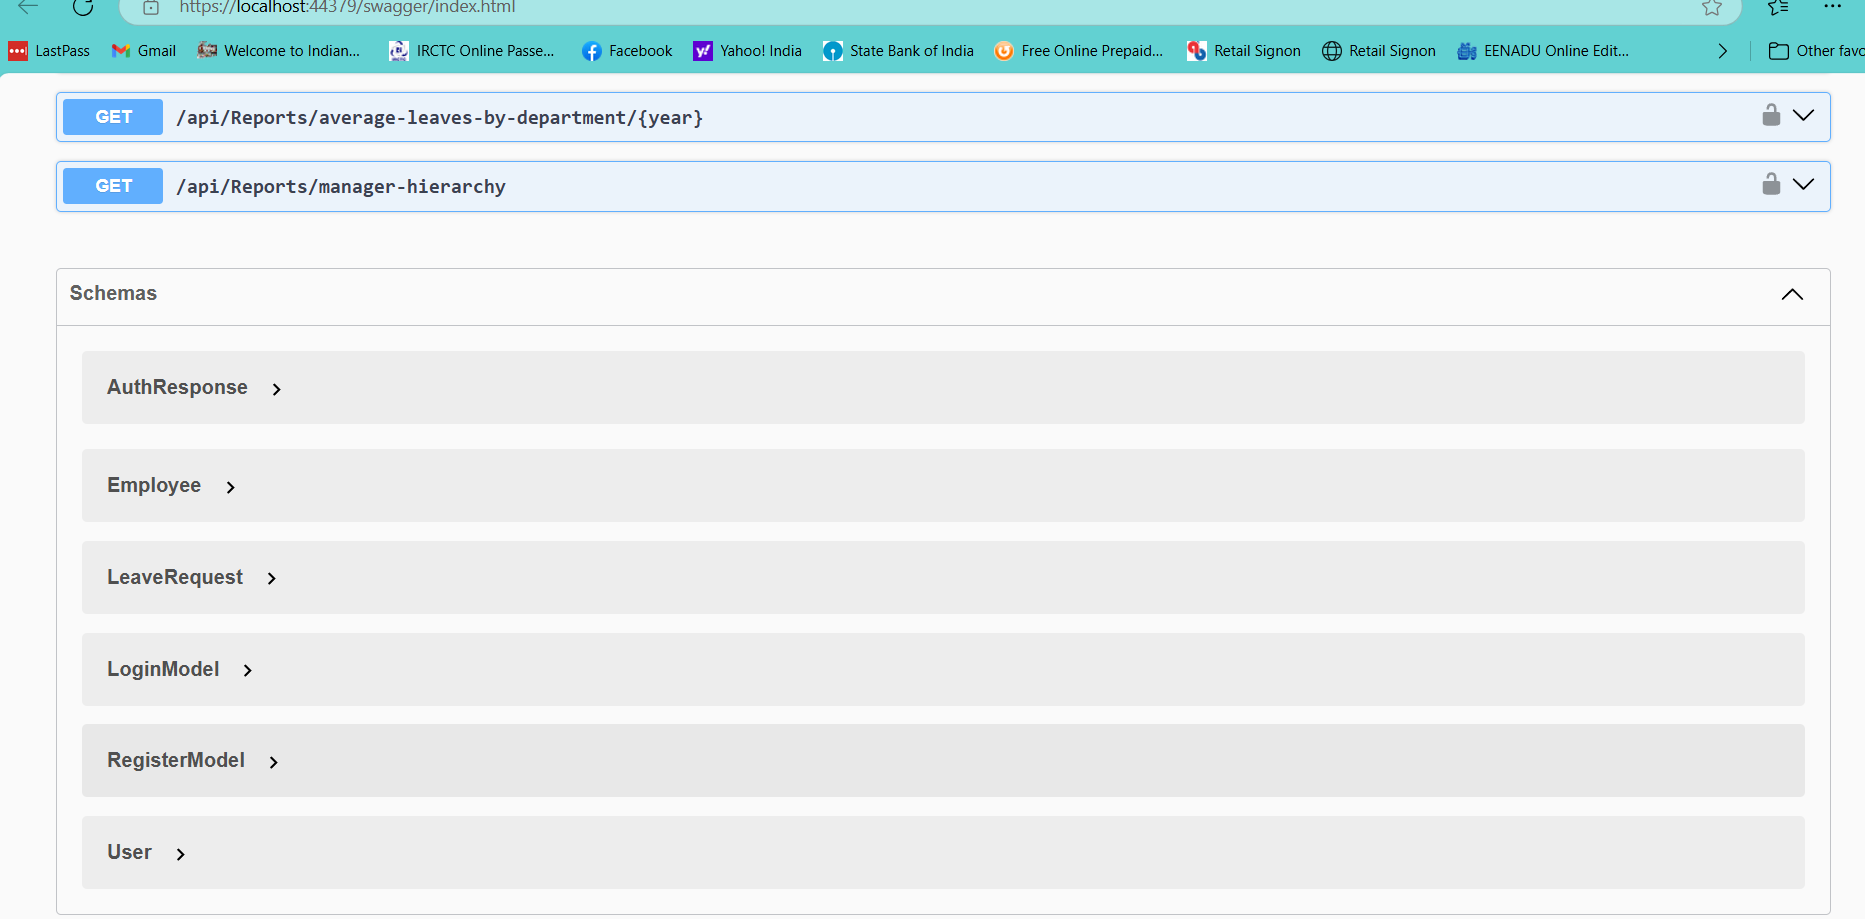 https://localhost:44379/swagger/index.html
LastPass Gmail Welcome to Indian... IRCTC Online Passe... Facebook Yahoo! India State Bank of India Free Online Prepaid... Retail Signon Retail Signon EENADU Online Edit... Other favo
GET /api/Reports/average-leaves-by-department/{year}
GET /api/Reports/manager-hierarchy
Schemas
AuthResponse
Employee
LeaveRequest
LoginModel
RegisterModel
User